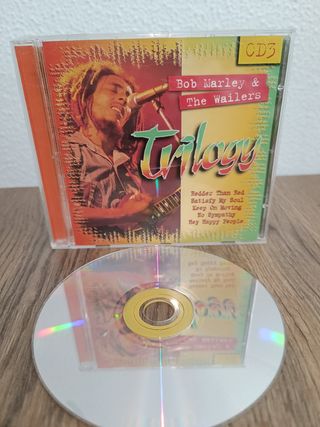 CD3
Bob Marley &
The Wailers
Trilogy
Redder Than Red
Satisfy My Soul
Keep On Moving
No Sympathy
Hey Happy People